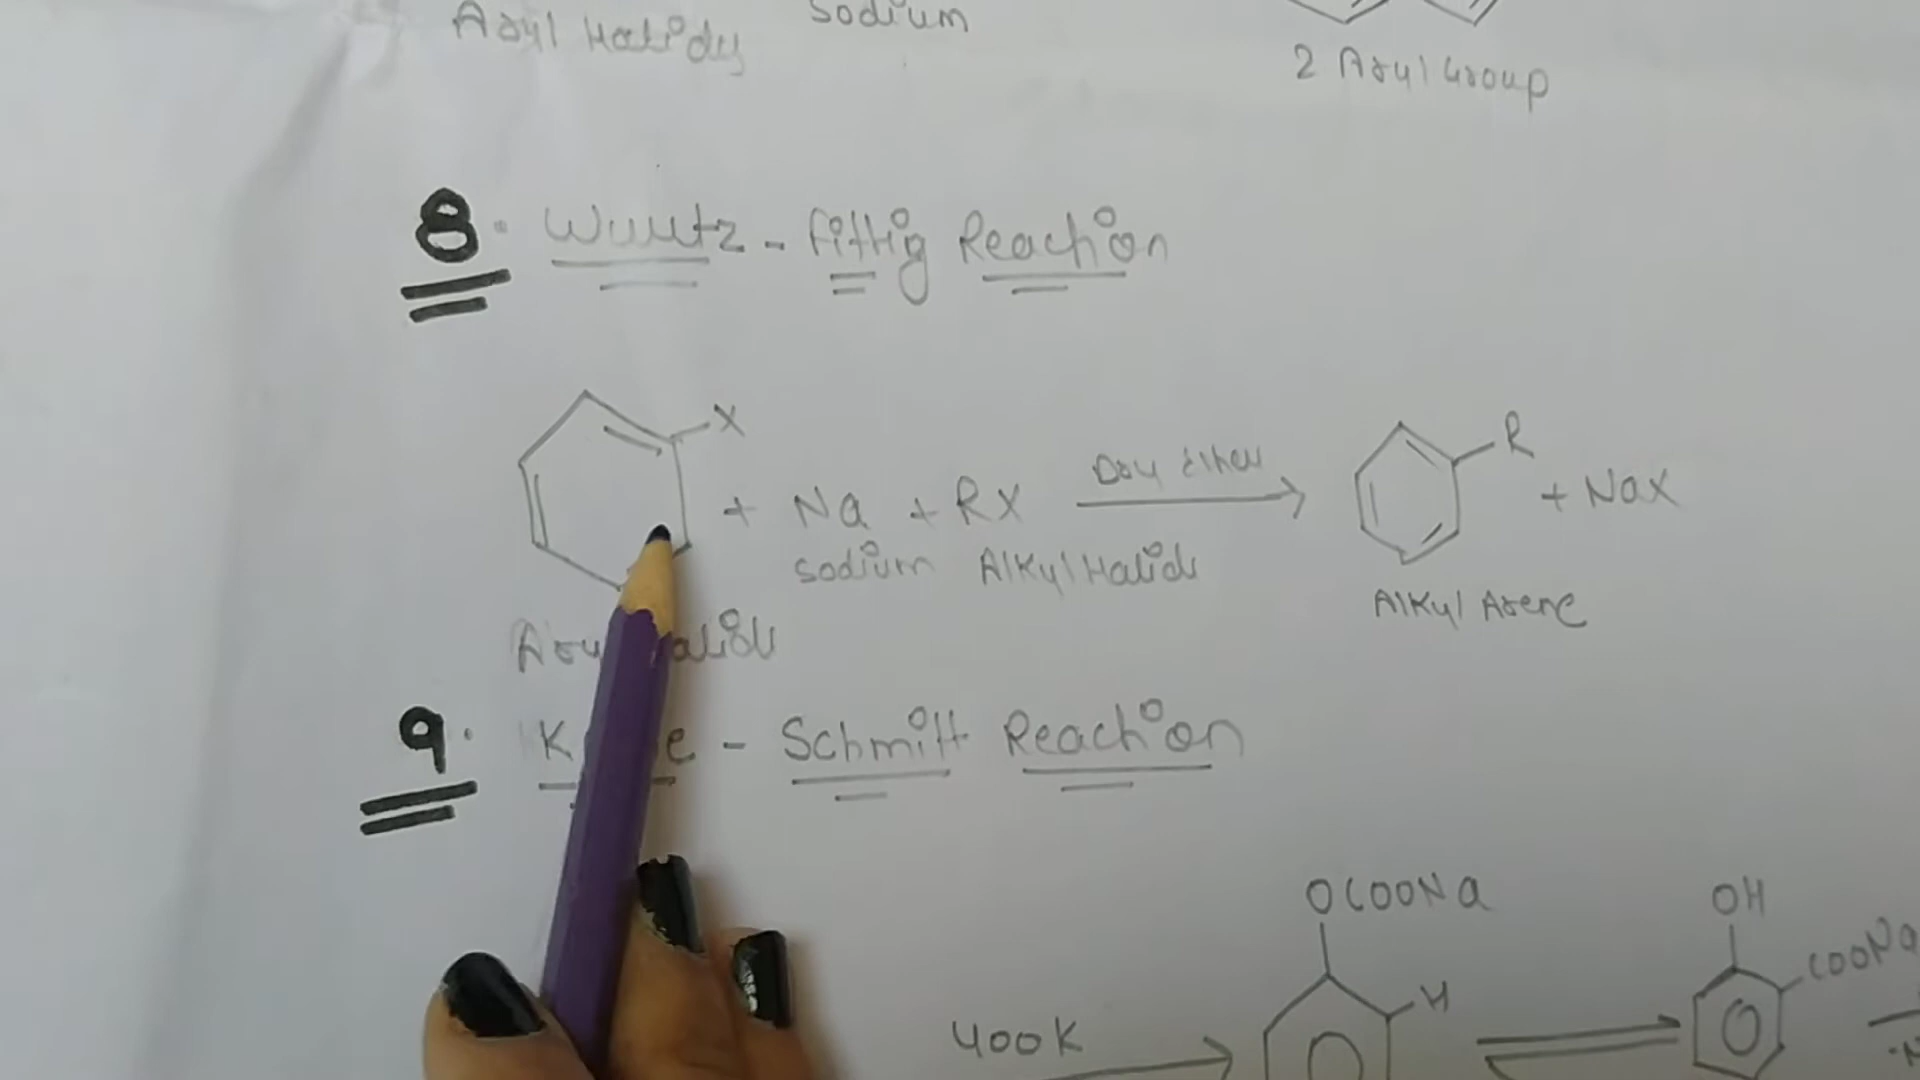 Aryl Halides
Sodium
2 Aryl Group
8. Wurtz - fittig Reaction
X
+ Na + RX
Dry ether
R
+ NaX
sodium
Alkyl Halide
Alkyl Arene
9.
- Schmitt Reaction
OCOONa
H
400K
OH
COONa